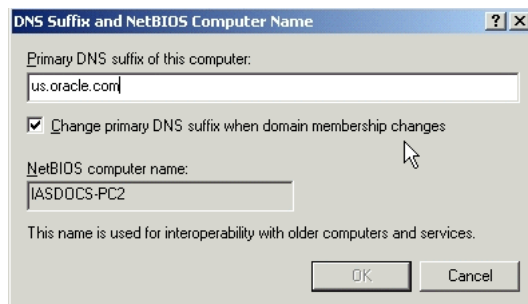 DNS Suffix and NetBIOS Computer Name
Primary DNS suffix of this computer:
us.oracle.com
Change primary DNS suffix when domain membership changes
NetBIOS computer name:
IASDOCS-PC2
This name is used for interoperability with older computers and services.
OK Cancel